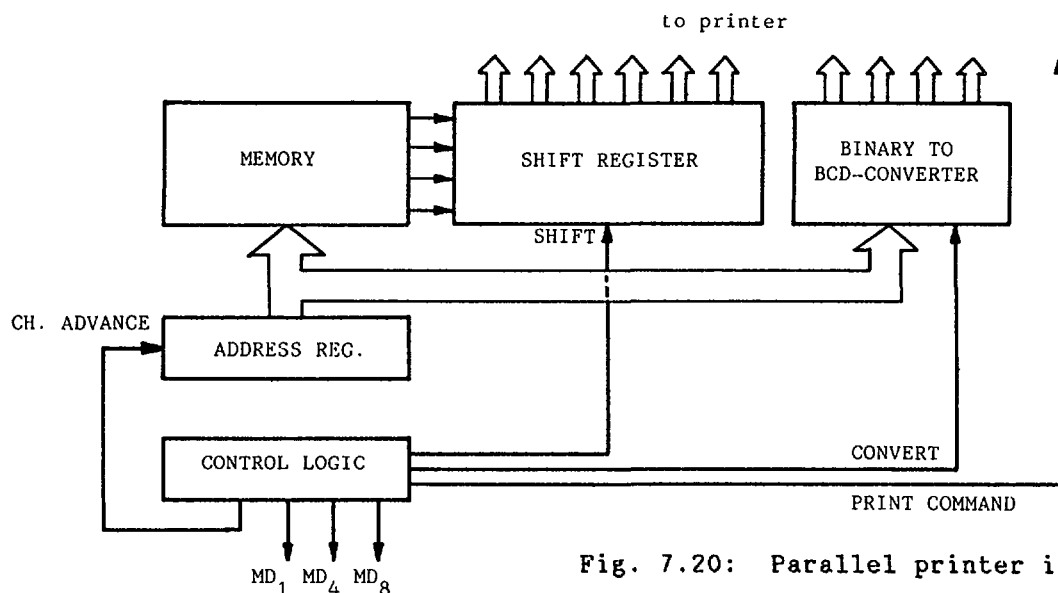 to printer
MEMORY
SHIFT REGISTER
BINARY TO
BCD-CONVERTER
SHIFT
CH. ADVANCE
ADDRESS REG.
CONTROL LOGIC
CONVERT
PRINT COMMAND
MD1 MD4 MD8
Fig. 7.20: Parallel printer i